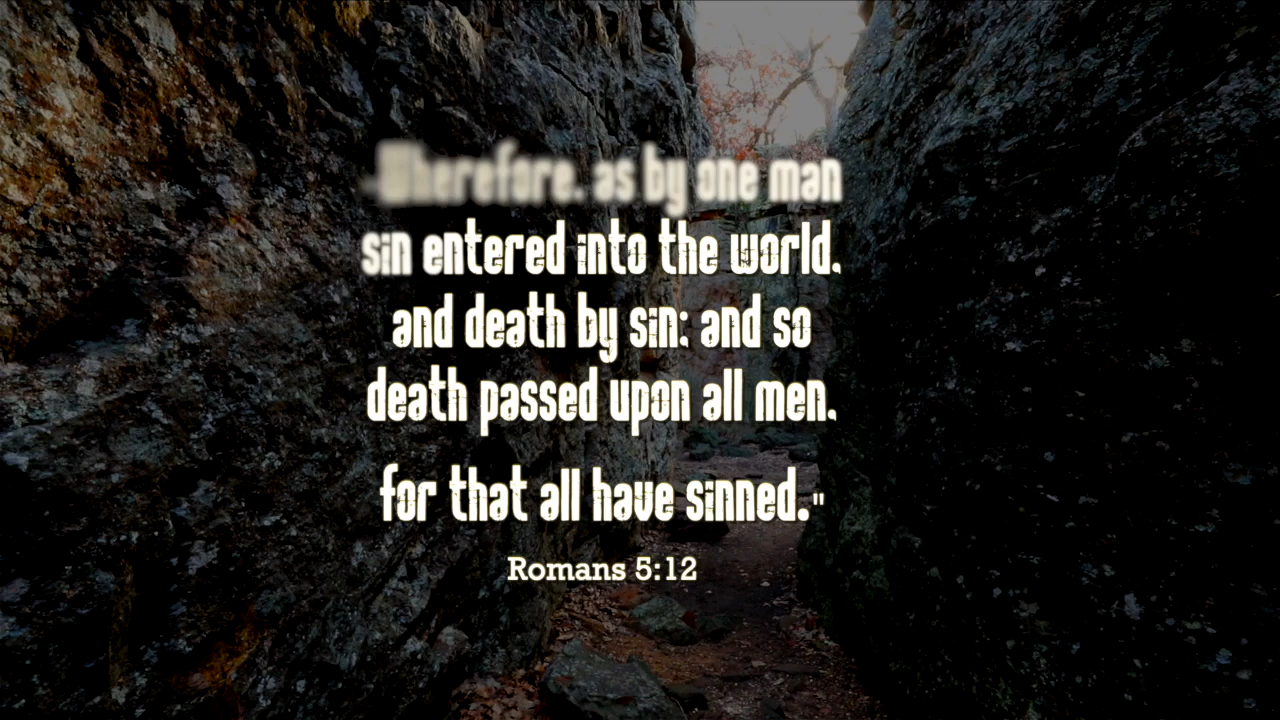 "Wherefore, as by one man
sin entered into the world,
and death by sin; and so
death passed upon all men,
for that all have sinned."
Romans 5:12